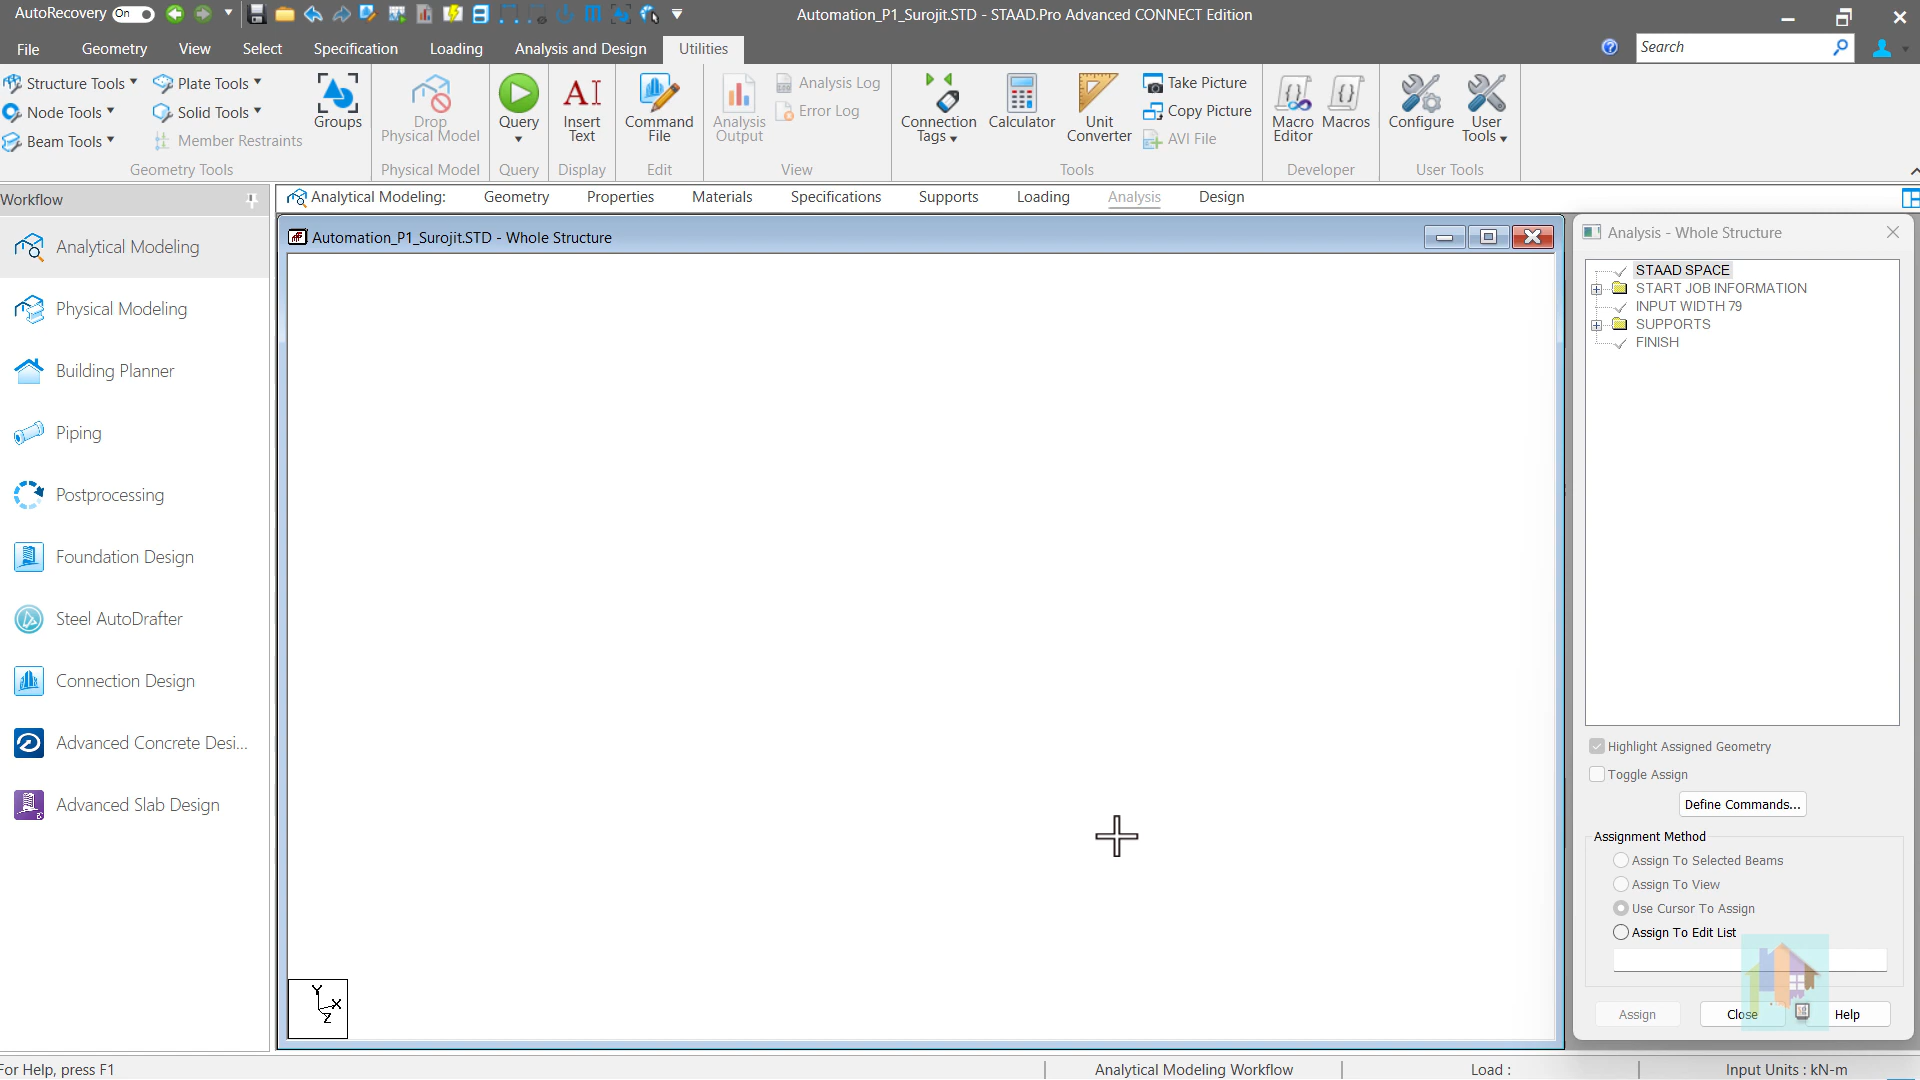 AutoRecovery On
Automation_P1_Surojit.STD - STAAD.Pro Advanced CONNECT Edition
File Geometry View Select Specification Loading Analysis and Design Utilities
Search
Structure Tools Plate Tools
Node Tools Solid Tools
Beam Tools Member Restraints
Groups
Geometry Tools
Drop Physical Model
Physical Model
Query
Query
Insert Text
Display
Command File
Edit
Analysis Output
Analysis Log
Error Log
View
Connection Tags
Calculator
Unit Converter
Take Picture
Copy Picture
AVI File
Tools
Macro Editor
Macros
Developer
Configure
User Tools
User Tools
Workflow
Analytical Modeling: Geometry Properties Materials Specifications Supports Loading Analysis Design
Analytical Modeling
Physical Modeling
Building Planner
Piping
Postprocessing
Foundation Design
Steel AutoDrafter
Connection Design
Advanced Concrete Desi...
Advanced Slab Design
Automation_P1_Surojit.STD - Whole Structure
Y
X
Z
Analysis - Whole Structure
STAAD SPACE
START JOB INFORMATION
INPUT WIDTH 79
SUPPORTS
FINISH
Highlight Assigned Geometry
Toggle Assign
Define Commands...
Assignment Method
Assign To Selected Beams
Assign To View
Use Cursor To Assign
Assign To Edit List
Assign Close Help
For Help, press F1
Analytical Modeling Workflow
Load :
Input Units : kN-m